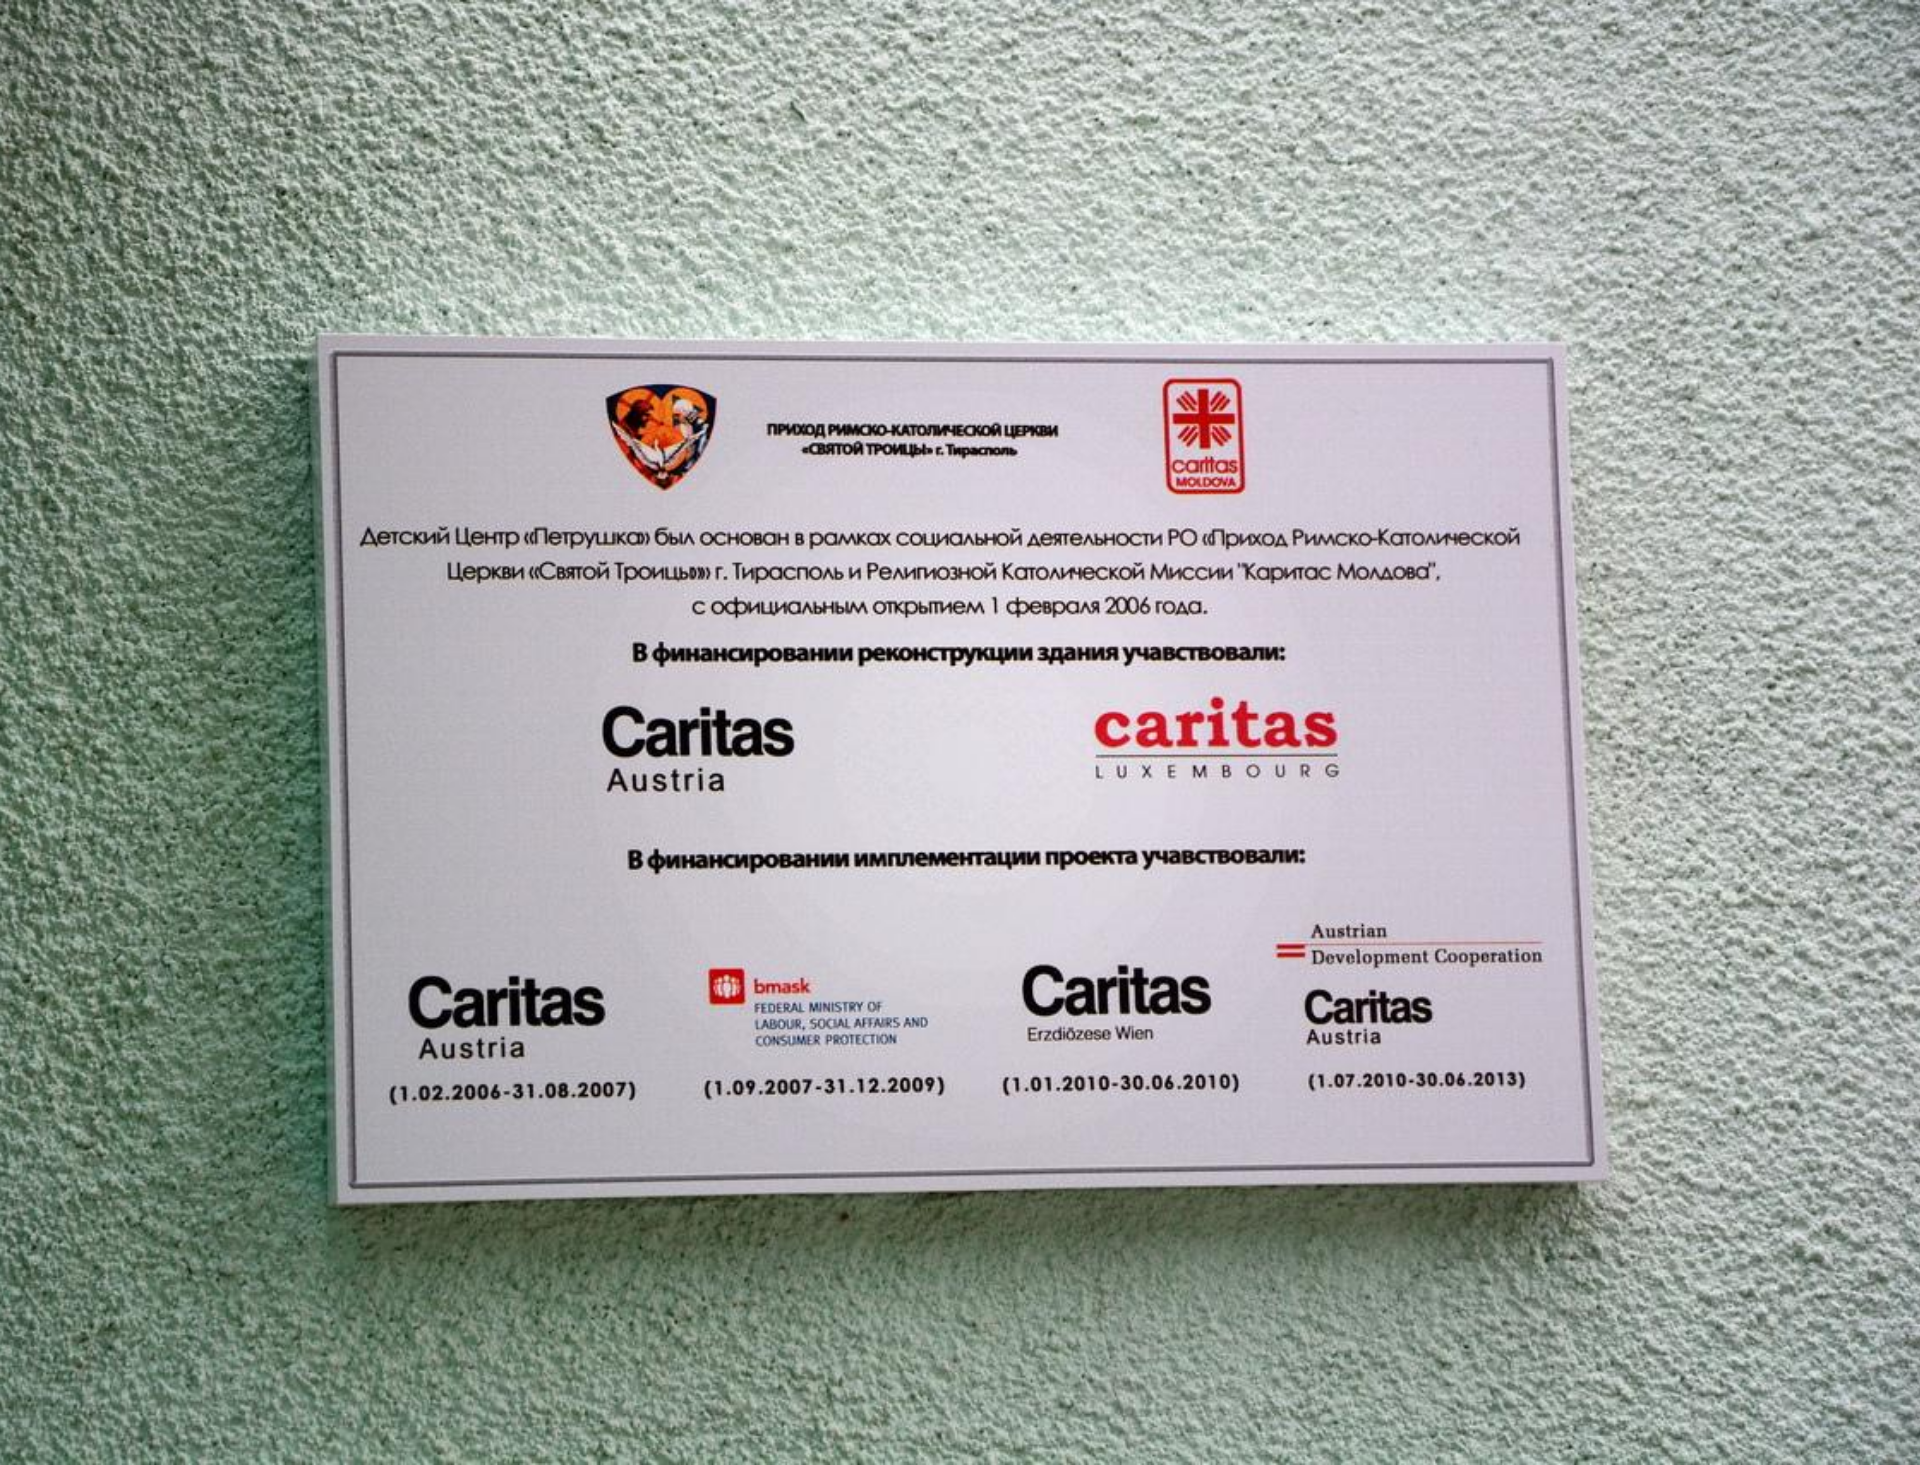 ПРИХОД РИМСКО-КАТОЛИЧЕСКОЙ ЦЕРКВИ
«СВЯТОЙ ТРОИЦЫ» г. Тирасполь
caritas
MOLDOVA
Детский Центр «Петрушка» был основан в рамках социальной деятельности РО «Приход Римско-Католической
Церкви «Святой Троицы»» г. Тирасполь и Религиозной Католической Миссии "Каритас Молдова",
с официальным открытием 1 февраля 2006 года.
В финансировании реконструкции здания учавствовали:
Caritas
Austria
caritas
LUXEMBOURG
В финансировании имплементации проекта учавствовали:
Caritas
Austria
(1.02.2006-31.08.2007)
bmask
FEDERAL MINISTRY OF
LABOUR, SOCIAL AFFAIRS AND
CONSUMER PROTECTION
(1.09.2007-31.12.2009)
Caritas
Erzdiözese Wien
(1.01.2010-30.06.2010)
Austrian
Development Cooperation
Caritas
Austria
(1.07.2010-30.06.2013)